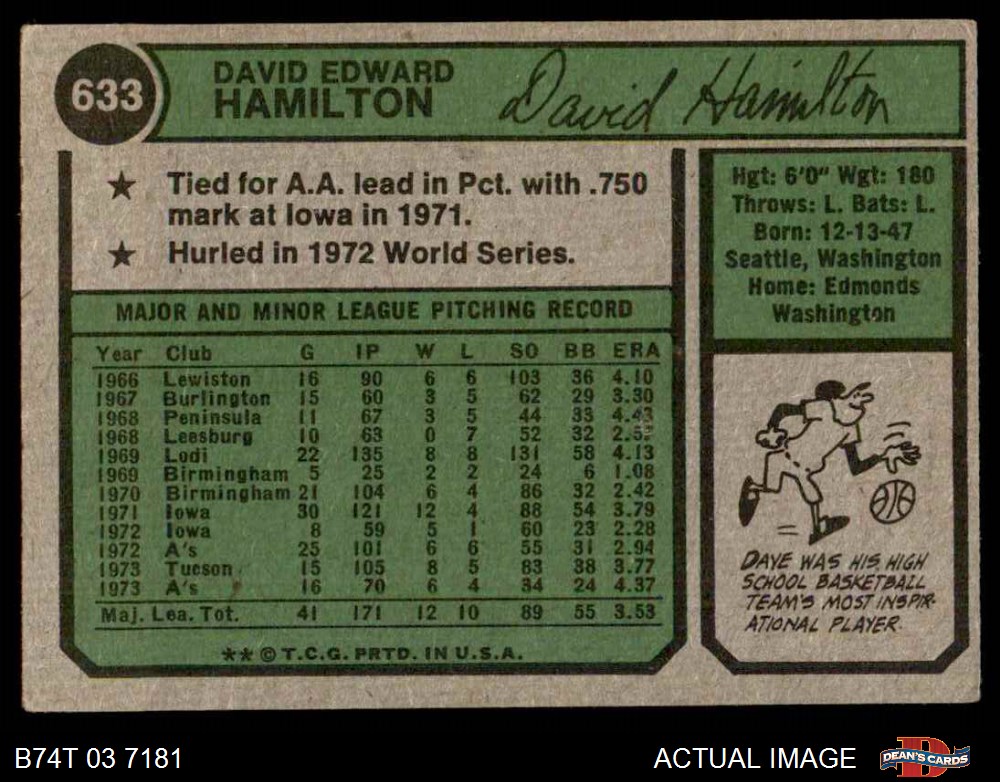 633
DAVID EDWARD
HAMILTON
David Hamilton
★ Tied for A.A. lead in Pct. with .750
mark at Iowa in 1971.
★ Hurled in 1972 World Series.
MAJOR AND MINOR LEAGUE PITCHING RECORD
Year Club G IP W L SO BB ERA
1966 Lewiston 16 90 6 6 103 36 4.10
1967 Burlington 15 60 3 5 62 29 3.30
1968 Peninsula 11 67 3 5 44 33 4.43
1968 Leesburg 10 63 0 7 52 32
1969 Lodi 22 135 8 8 131 58 4.13
1969 Birmingham 5 25 2 2 24 6 1.08
1970 Birmingham 21 104 6 4 86 32 2.42
1971 Iowa 30 121 12 4 88 54 3.79
1972 Iowa 8 59 5 1 60 23 2.28
1972 A's 25 101 6 6 55 31 2.94
1973 Tucson 15 105 8 5 83 38 3.77
1973 A's 16 70 6 4 34 24 4.37
Maj. Lea. Tot. 41 171 12 10 89 55 3.53
** © T.C.G. PRTD. IN U.S.A.
Hgt: 6'0" Wgt: 180
Throws: L. Bats: L.
Born: 12-13-47
Seattle, Washington
Home: Edmonds
Washington
DAVE WAS HIS HIGH
SCHOOL BASKETBALL
TEAM'S MOST INSPIR-
ATIONAL PLAYER.
B74T 03 7181
ACTUAL IMAGE
DEAN'S CARDS